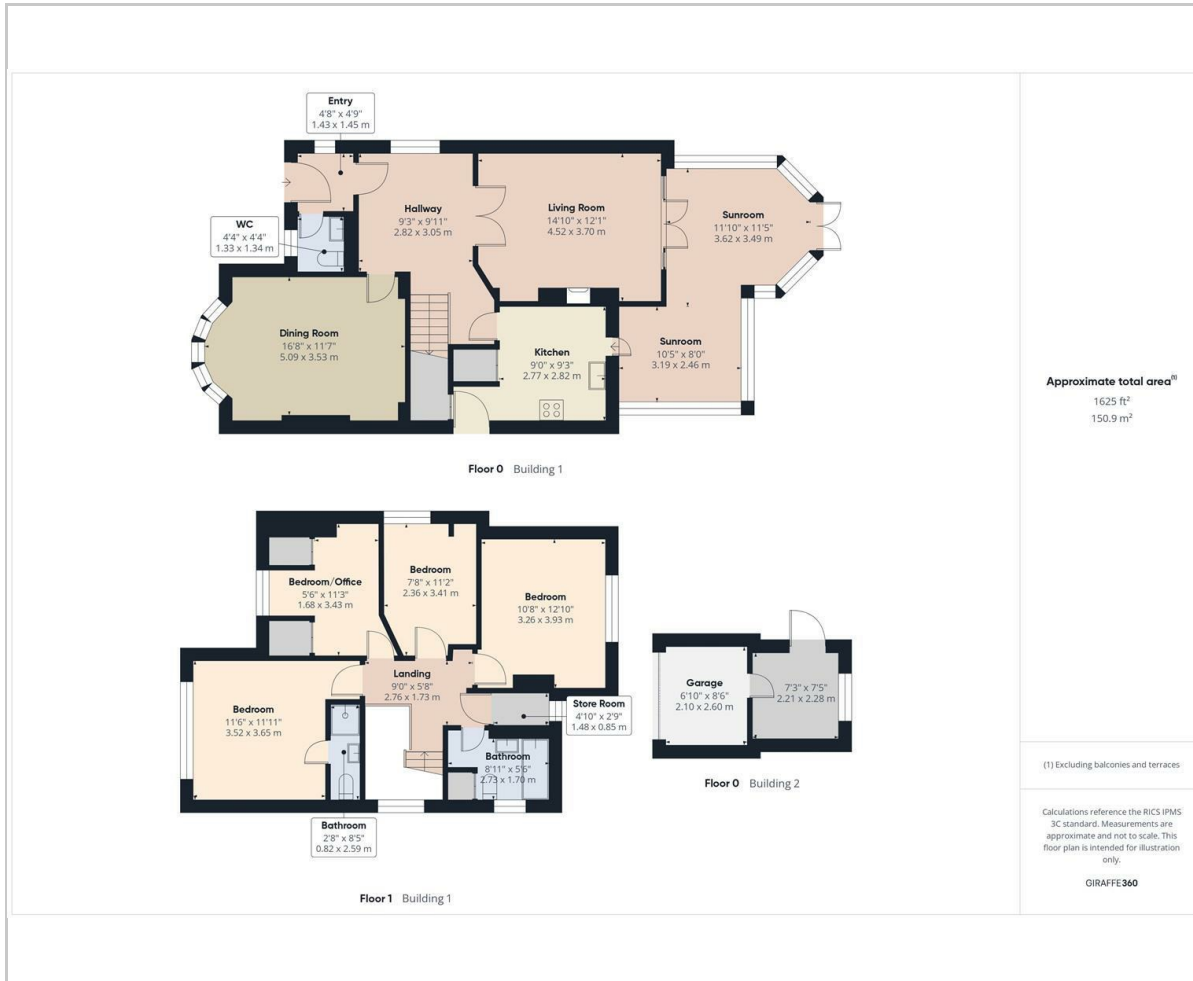 Entry
4'8" x 4'9"
1.43 x 1.45 m
WC
4'4" x 4'4"
1.33 x 1.34 m
Hallway
9'3" x 9'11"
2.82 x 3.05 m
Living Room
14'10" x 12'1"
4.52 x 3.70 m
Sunroom
11'10" x 11'5"
3.62 x 3.49 m
Dining Room
16'8" x 11'7"
5.09 x 3.53 m
Kitchen
9'0" x 9'3"
2.77 x 2.82 m
Sunroom
10'5" x 8'0"
3.19 x 2.46 m
Floor 0 Building 1
Bedroom/Office
5'6" x 11'3"
1.68 x 3.43 m
Bedroom
7'8" x 11'2"
2.36 x 3.41 m
Bedroom
10'8" x 12'10"
3.26 x 3.93 m
Landing
9'0" x 5'8"
2.76 x 1.73 m
Bedroom
11'6" x 11'11"
3.52 x 3.65 m
Store Room
4'10" x 2'9"
1.48 x 0.85 m
Bathroom
8'11" x 5'6"
2.73 x 1.70 m
Bathroom
2'8" x 8'5"
0.82 x 2.59 m
Floor 1 Building 1
Garage
6'10" x 8'6"
2.10 x 2.60 m
7'3" x 7'5"
2.21 x 2.28 m
Floor 0 Building 2
Approximate total area(1)
1625 ft²
150.9 m²
(1) Excluding balconies and terraces
Calculations reference the RICS IPMS
3C standard. Measurements are
approximate and not to scale. This
floor plan is intended for illustration
only.
GIRAFFE360